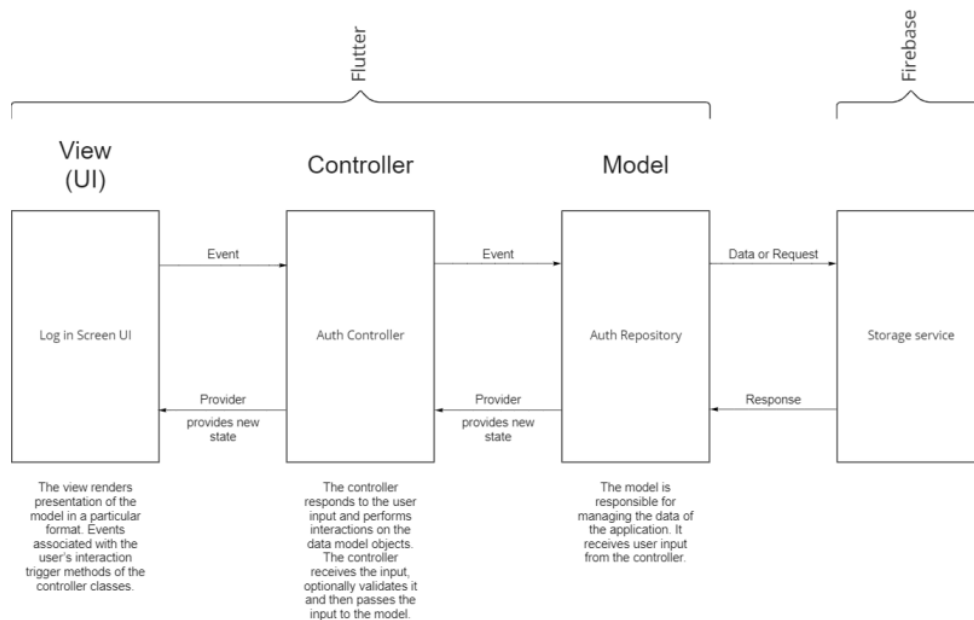 Flutter
Firebase
View
(UI)
Controller
Model
Event
Event
Data or Request
Log in Screen UI
Auth Controller
Auth Repository
Storage service
Provider
provides new
state
Provider
provides new
state
Response
The view renders
presentation of the
model in a particular
format. Events
associated with the
user's interaction
trigger methods of the
controller classes.
The controller
responds to the user
input and performs
interactions on the
data model objects.
The controller
receives the input,
optionally validates it
and then passes the
input to the model.
The model is
responsible for
managing the data of
the application. It
receives user input
from the controller.